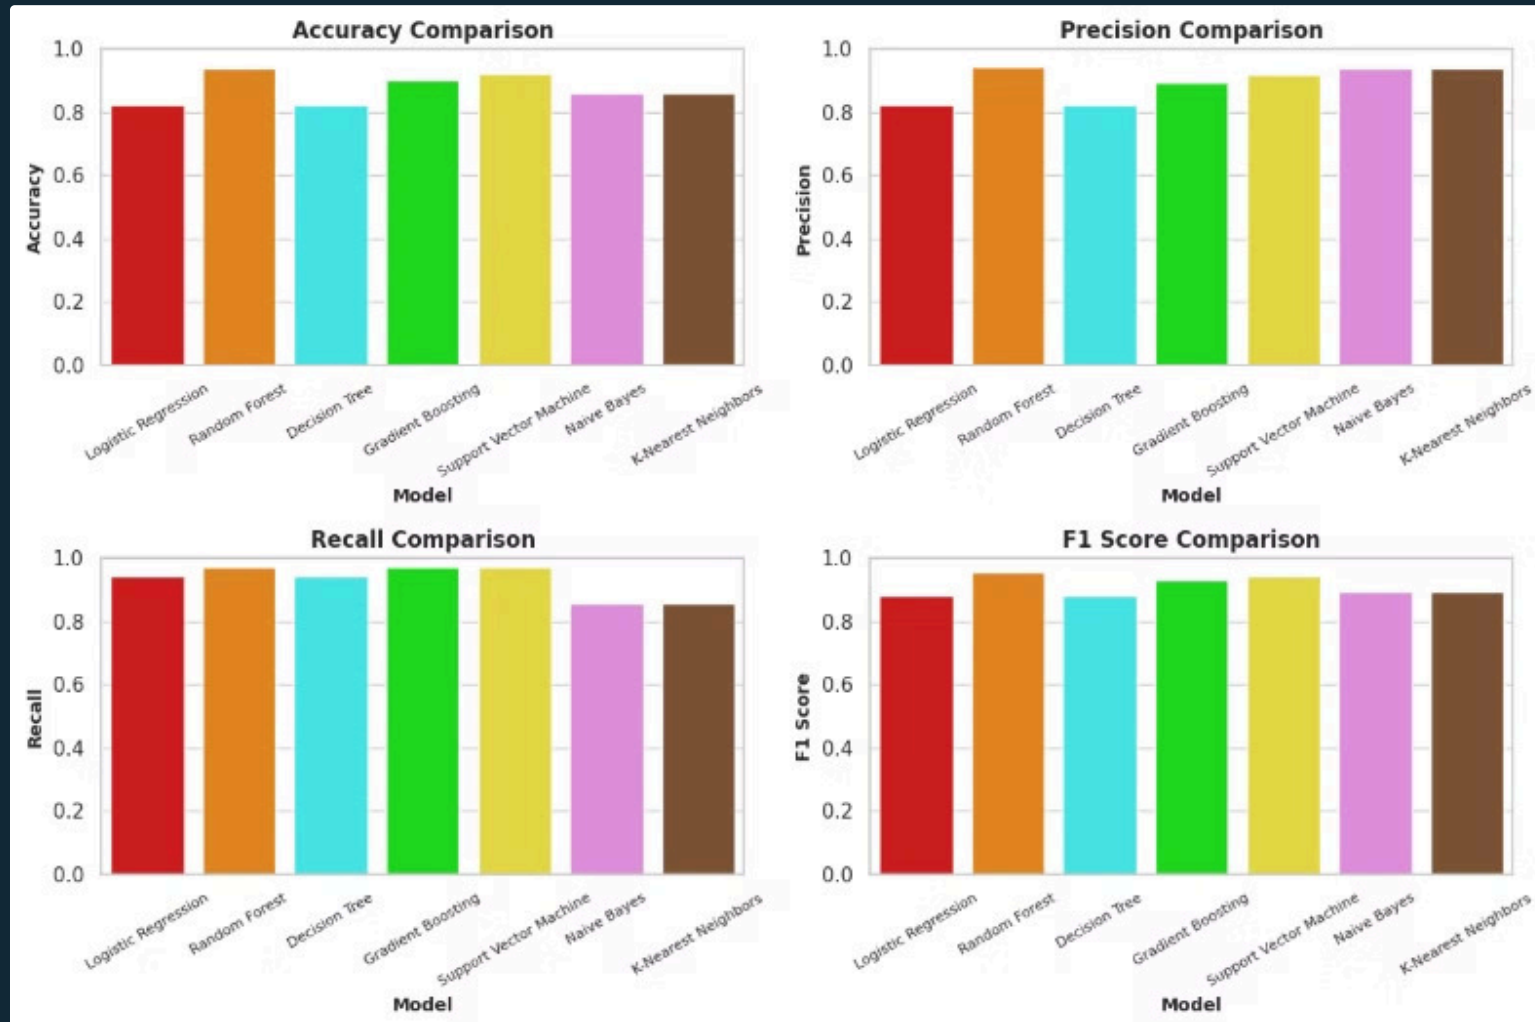 Accuracy Comparison
1.0
0.8
0.6
0.4
0.2
0.0
Accuracy
Logistic Regression
Random Forest
Decision Tree
Gradient Boosting
Support Vector Machine
Naive Bayes
K-Nearest Neighbors
Model
Precision Comparison
1.0
0.8
0.6
0.4
0.2
0.0
Precision
Logistic Regression
Random Forest
Decision Tree
Gradient Boosting
Support Vector Machine
Naive Bayes
K-Nearest Neighbors
Model
Recall Comparison
1.0
0.8
0.6
0.4
0.2
0.0
Recall
Logistic Regression
Random Forest
Decision Tree
Gradient Boosting
Support Vector Machine
Naive Bayes
K-Nearest Neighbors
Model
F1 Score Comparison
1.0
0.8
0.6
0.4
0.2
0.0
F1 Score
Logistic Regression
Random Forest
Decision Tree
Gradient Boosting
Support Vector Machine
Naive Bayes
K-Nearest Neighbors
Model